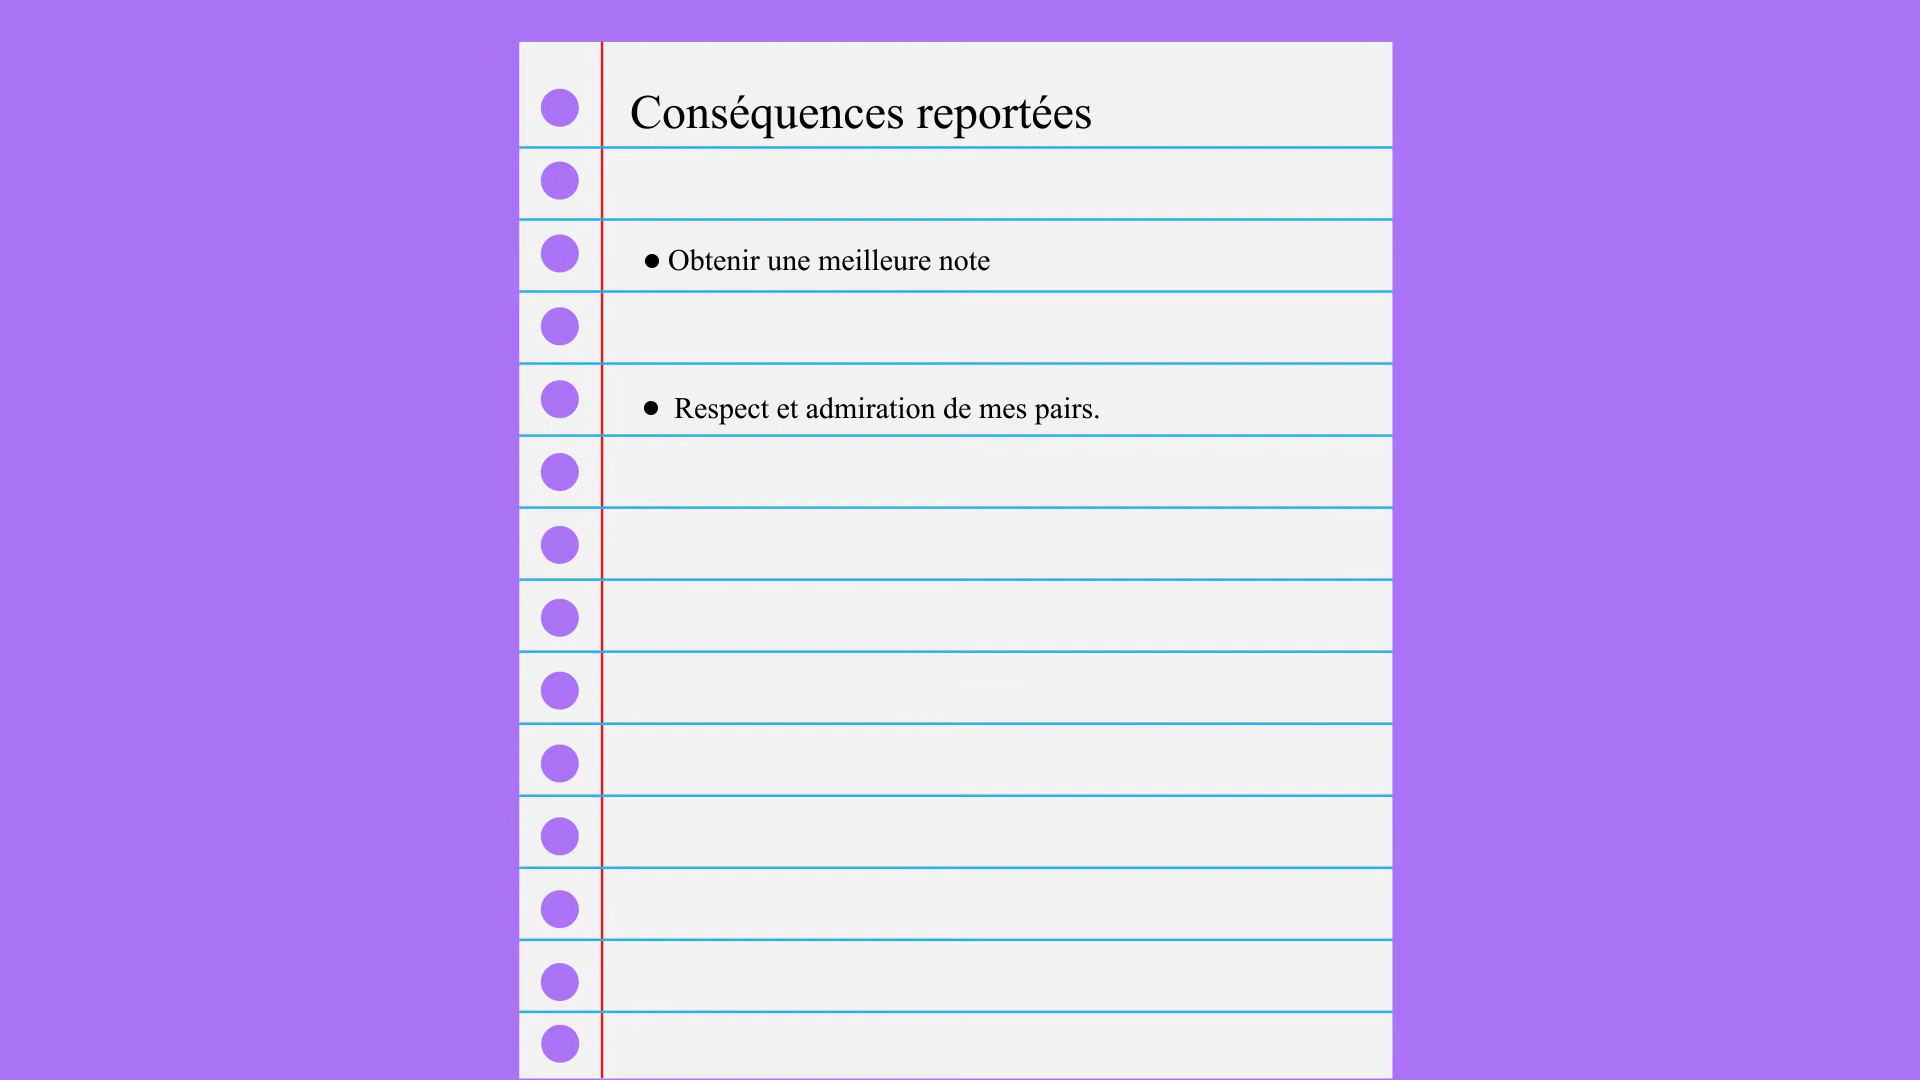 Conséquences reportées
● Obtenir une meilleure note
● Respect et admiration de mes pairs.